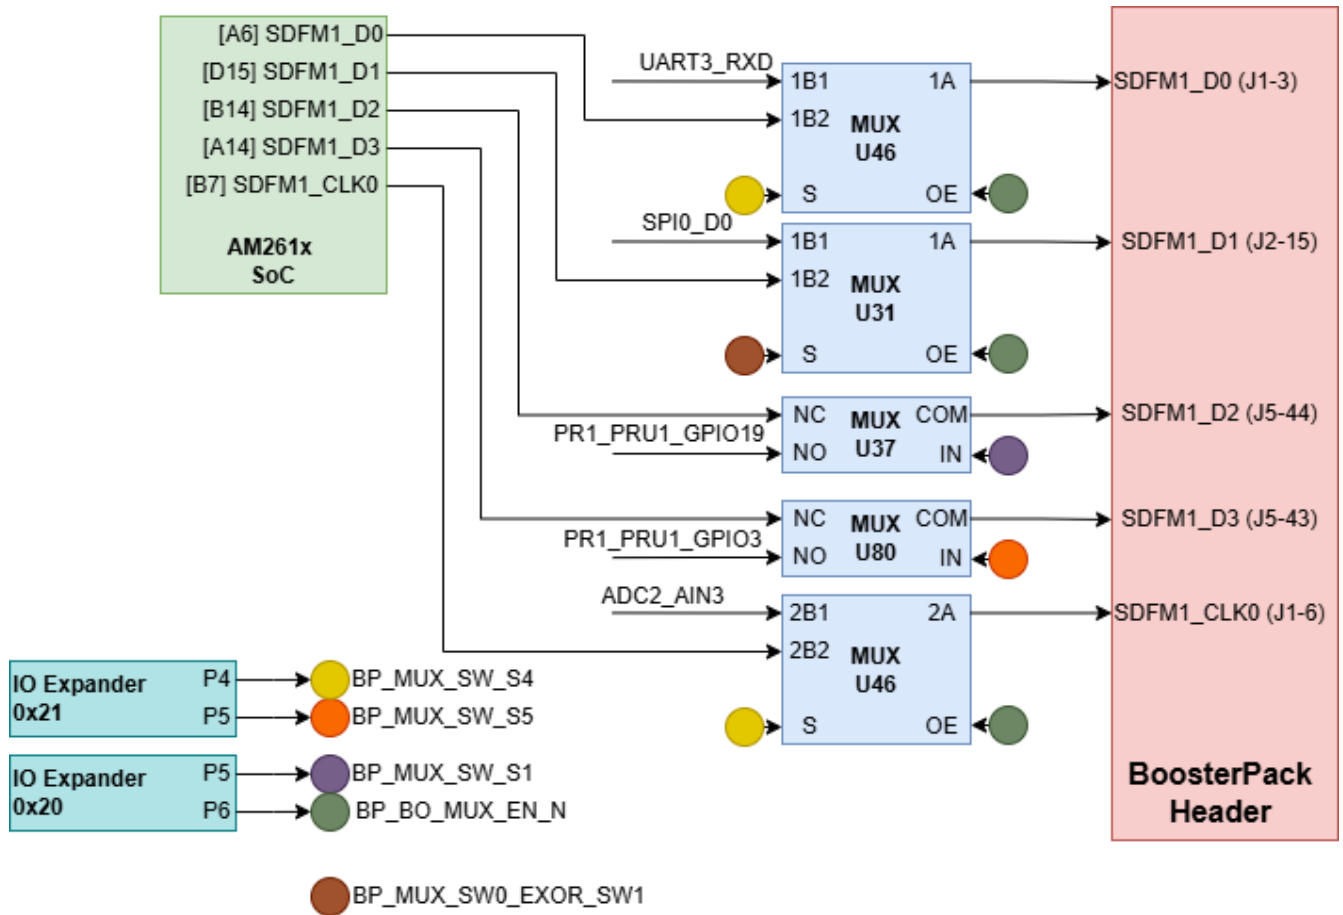 [A6] SDFM1_D0
[D15] SDFM1_D1
[B14] SDFM1_D2
[A14] SDFM1_D3
[B7] SDFM1_CLK0
AM261x
SoC
UART3_RXD
1B1 1A
1B2
MUX
U46
S OE
SDFM1_D0 (J1-3)
SPI0_D0
1B1 1A
1B2
MUX
U31
S OE
SDFM1_D1 (J2-15)
NC COM
PR1_PRU1_GPIO19
NO IN
MUX
U37
SDFM1_D2 (J5-44)
NC COM
PR1_PRU1_GPIO3
NO IN
MUX
U80
SDFM1_D3 (J5-43)
ADC2_AIN3
2B1 2A
2B2
MUX
U46
S OE
SDFM1_CLK0 (J1-6)
BoosterPack
Header
IO Expander
0x21
P4 BP_MUX_SW_S4
P5 BP_MUX_SW_S5
IO Expander
0x20
P5 BP_MUX_SW_S1
P6 BP_BO_MUX_EN_N
BP_MUX_SW0_EXOR_SW1